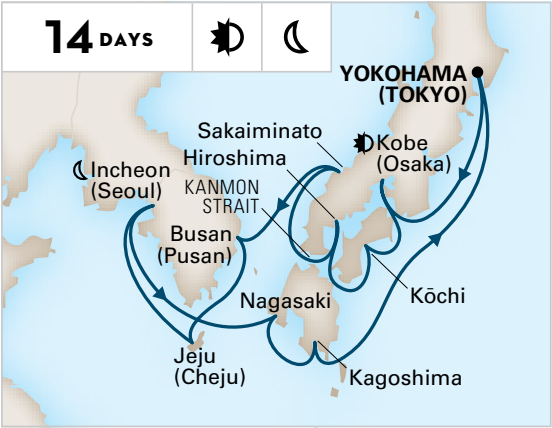 14 DAYS
YOKOHAMA
(TOKYO)
Sakaiminato
Kobe
(Osaka)
Hiroshima
Incheon
(Seoul)
KANMON
STRAIT
Busan
(Pusan)
Kōchi
Nagasaki
Jeju
(Cheju)
Kagoshima